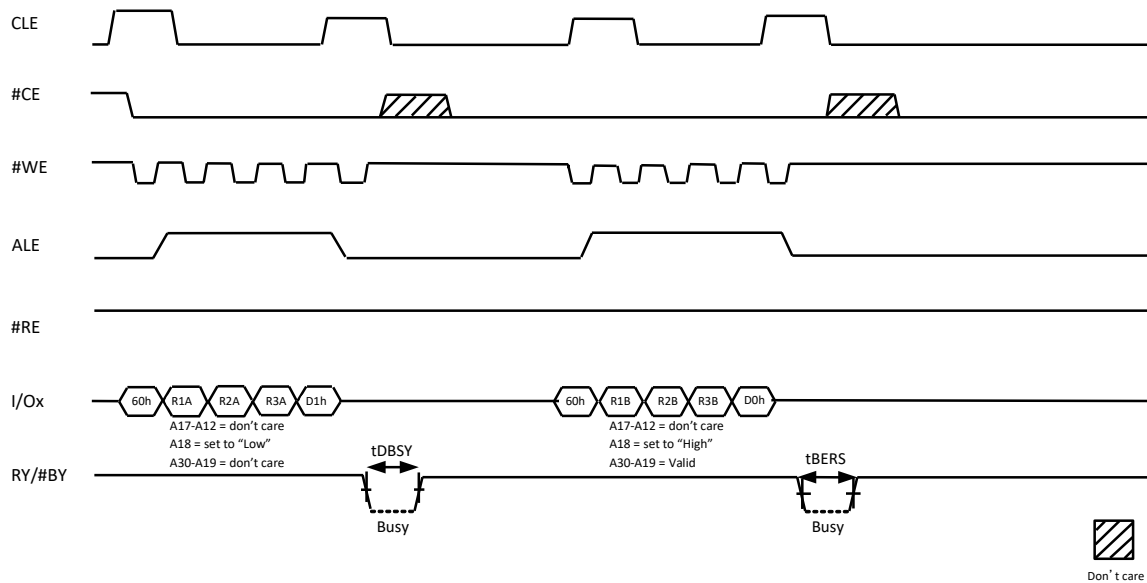 CLE
#CE
#WE
ALE
#RE
I/Ox
60h R1A R2A R3A D1h 60h R1B R2B R3B D0h
A17-A12 = don't care
A18 = set to "Low"
A30-A19 = don't care
A17-A12 = don't care
A18 = set to "High"
A30-A19 = Valid
RY/#BY
tDBSY
Busy
tBERS
Busy
Don't care